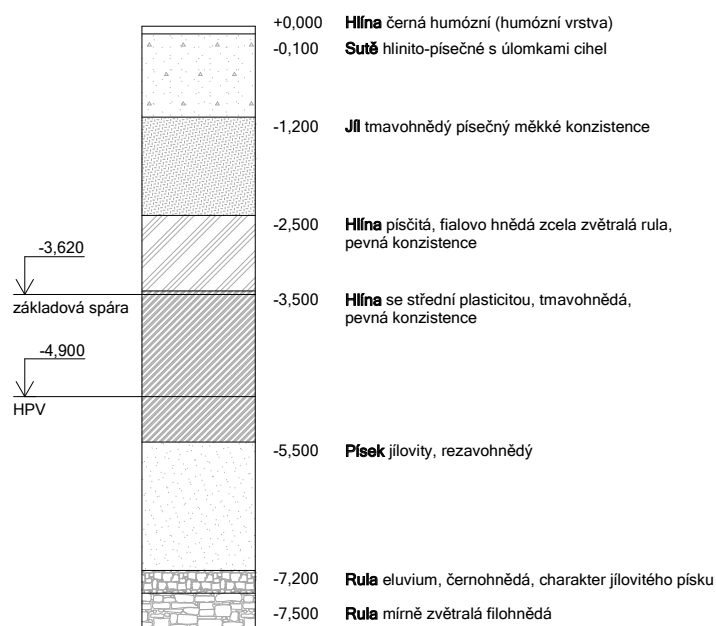 +0,000 Hlína černá humózní (humózní vrstva)
-0,100 Sutě hlinito-písečné s úlomkami cihel
-1,200 Jíl tmavohnědý písečný měkké konzistence
-2,500 Hlína písčitá, fialovo hnědá zcela zvětralá rula,
pevná konzistence
-3,620
základová spára
-3,500 Hlína se střední plasticitou, tmavohnědá,
pevná konzistence
-4,900
HPV
-5,500 Písek jílovity, rezavohnědý
-7,200 Rula eluvium, černohnědá, charakter jílovitého písku
-7,500 Rula mírně zvětralá filohnědá